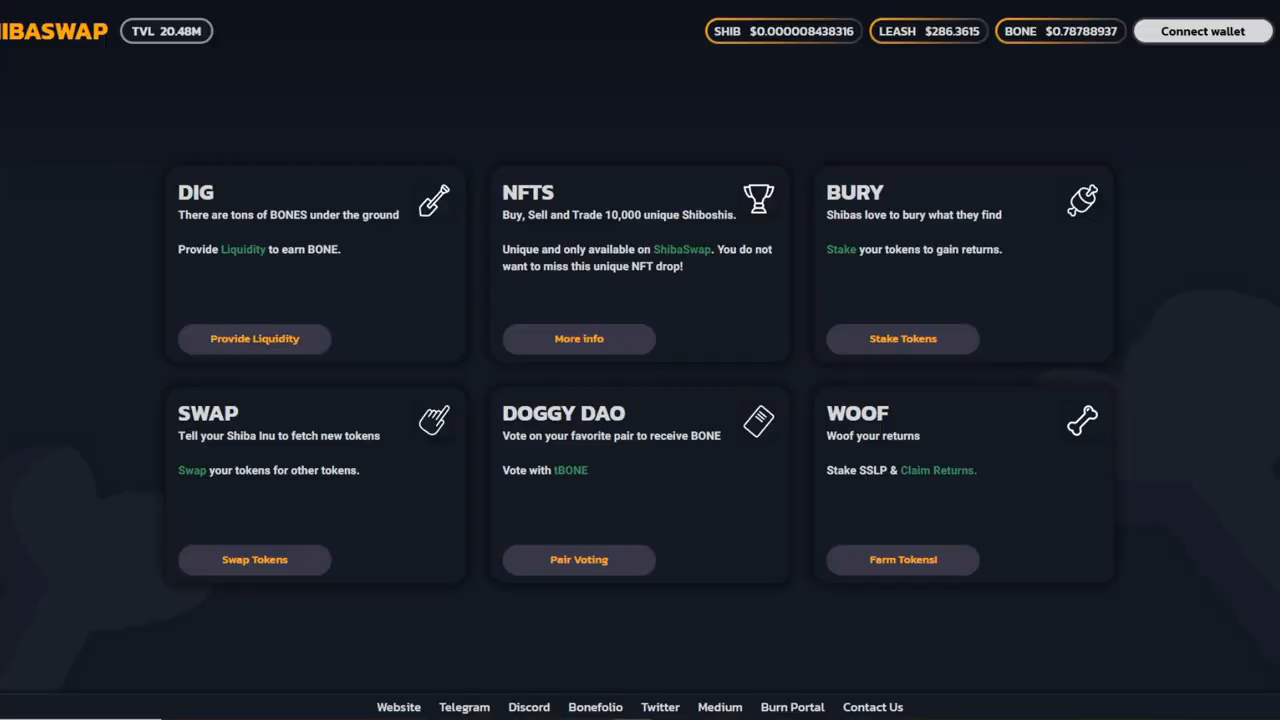 IBASWAP
TVL 20.48M
SHIB $0.000008438316
LEASH $286.3615
BONE $0.78788937
Connect wallet
DIG
There are tons of BONES under the ground
Provide Liquidity to earn BONE.
Provide Liquidity
NFTS
Buy, Sell and Trade 10,000 unique Shiboshis.
Unique and only available on ShibaSwap. You do not
want to miss this unique NFT drop!
More info
BURY
Shibas love to bury what they find
Stake your tokens to gain returns.
Stake Tokens
SWAP
Tell your Shiba Inu to fetch new tokens
Swap your tokens for other tokens.
Swap Tokens
DOGGY DAO
Vote on your favorite pair to receive BONE
Vote with tBONE
Pair Voting
WOOF
Woof your returns
Stake SSLP & Claim Returns.
Farm Tokens!
Website Telegram Discord Bonefolio Twitter Medium Burn Portal Contact Us